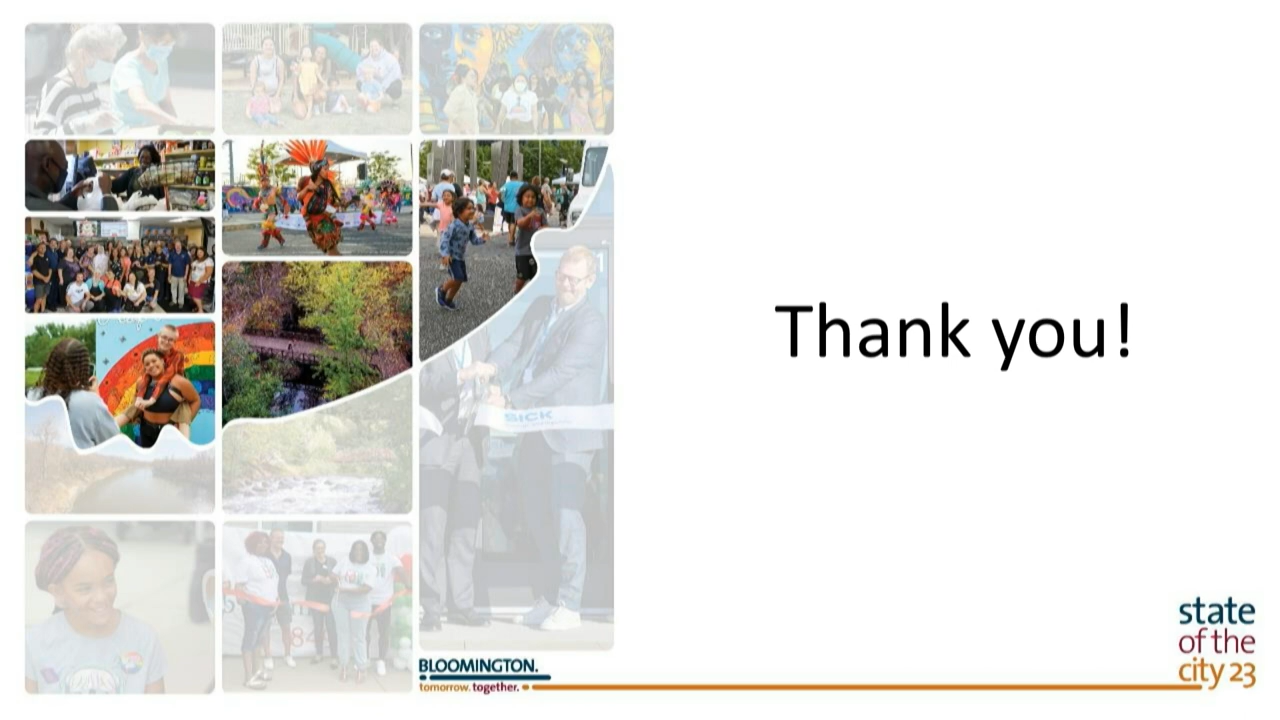 Thank you!
SICK
BLOOMINGTON.
tomorrow. together.
state
of the
city 23